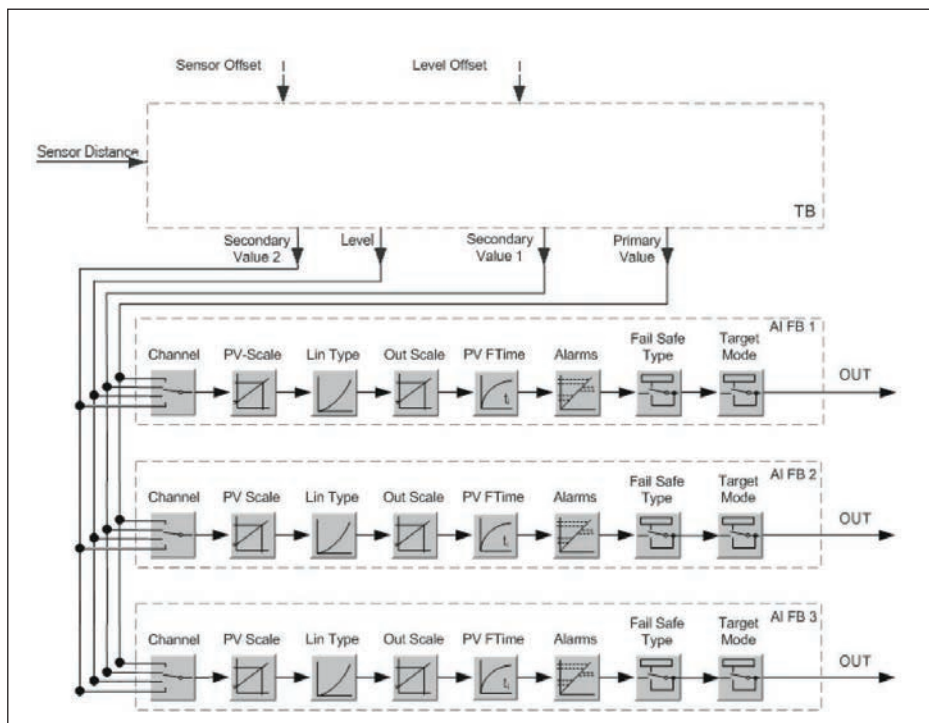 Sensor Offset
Level Offset
Sensor Distance
TB
Secondary
Value 2
Level
Secondary
Value 1
Primary
Value
AI FB 1
Channel
PV-Scale
Lin Type
Out Scale
PV FTime
Alarms
Fail Safe
Type
Target
Mode
OUT
AI FB 2
Channel
PV Scale
Lin Type
Out Scale
PV FTime
Alarms
Fail Safe
Type
Target
Mode
OUT
AI FB 3
Channel
PV Scale
Lin Type
Out Scale
PV FTime
Alarms
Fail Safe
Type
Target
Mode
OUT